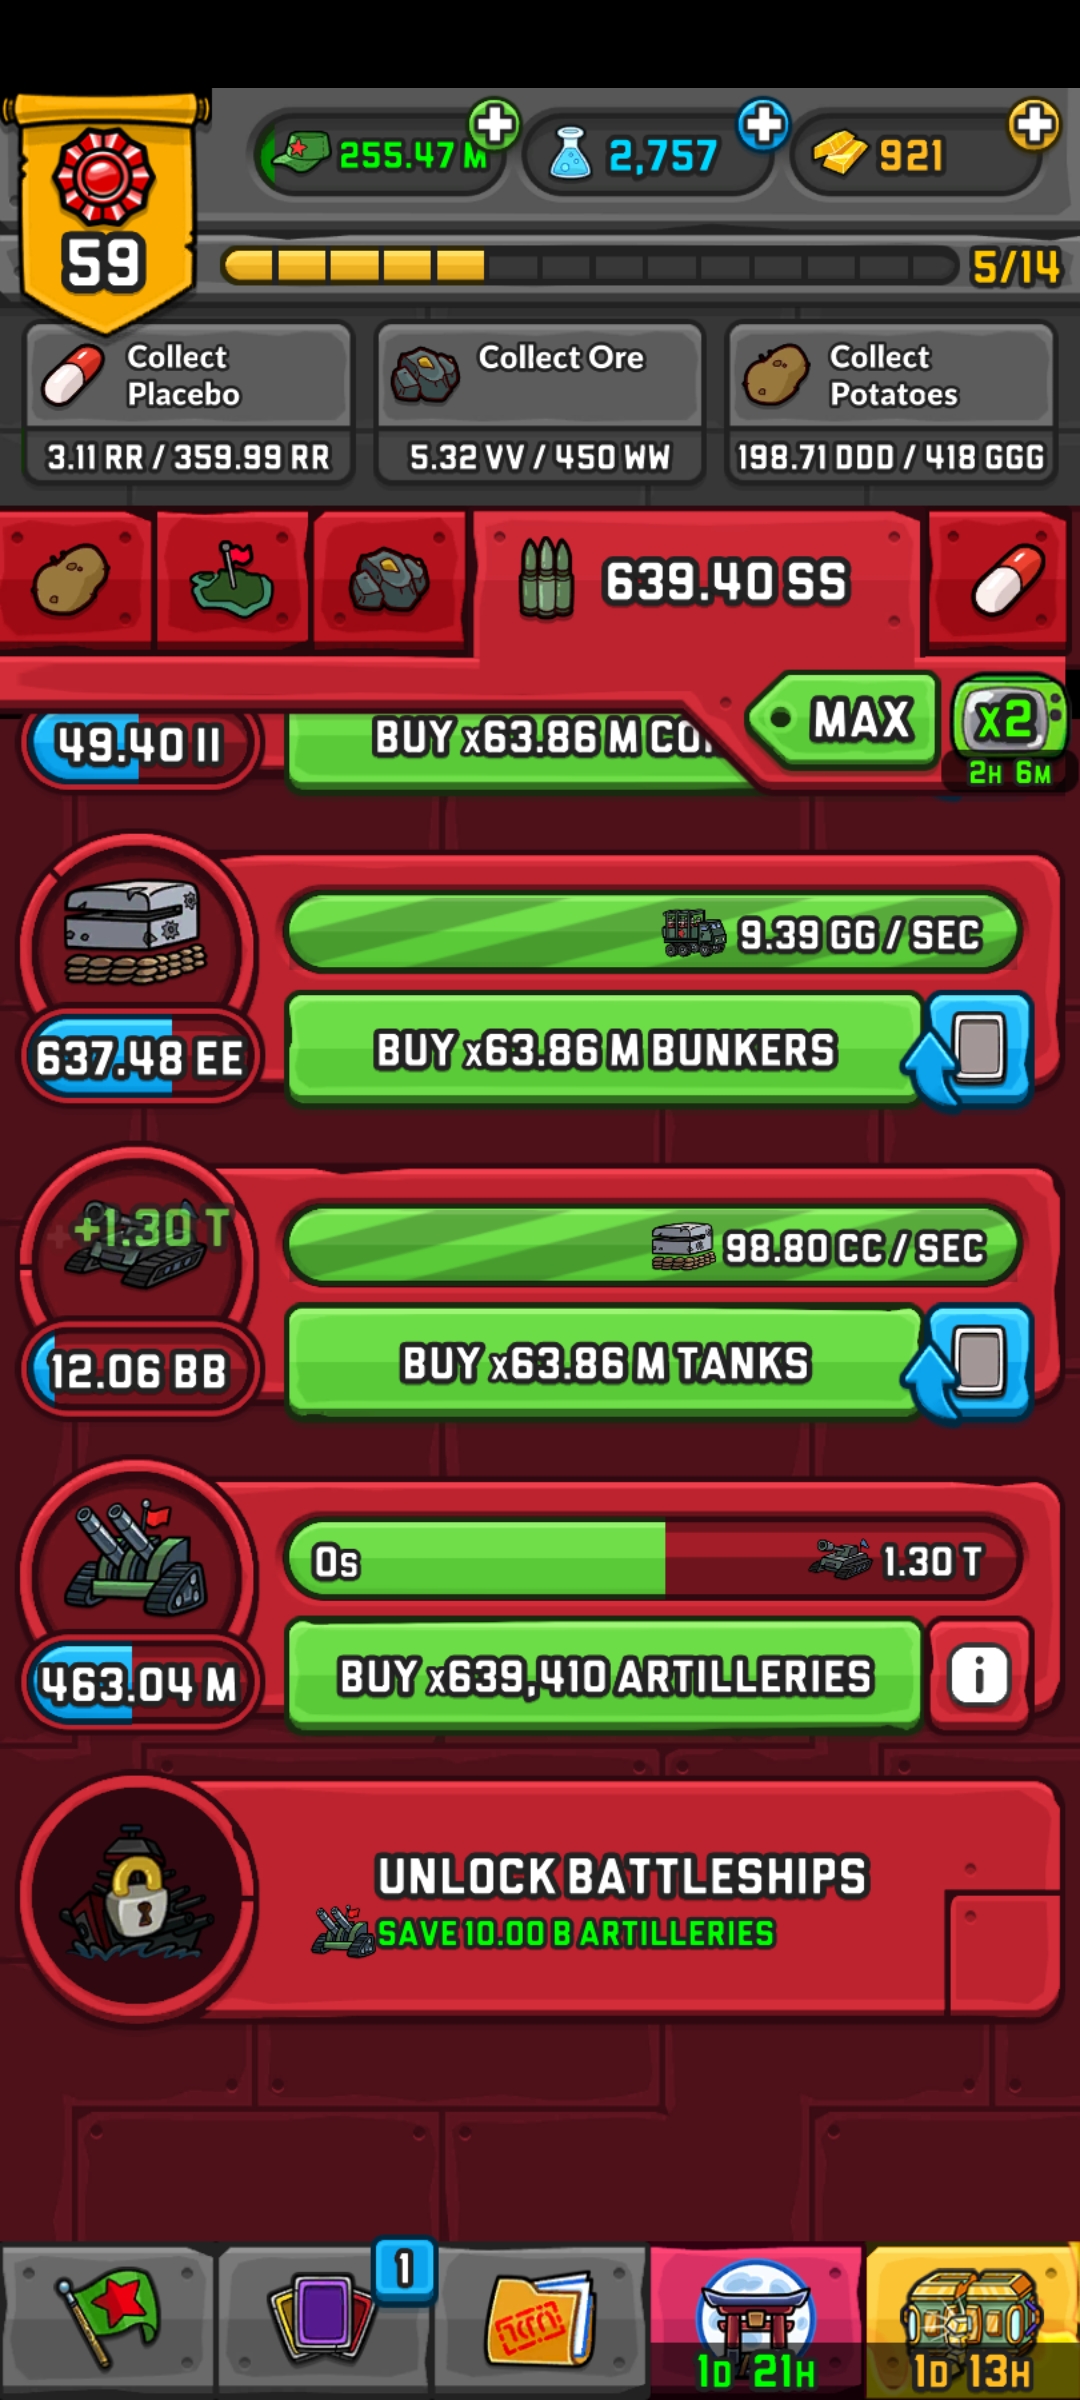 59
255.47 M
2,757
921
5/14
Collect
Placebo
3.11 RR / 359.99 RR
Collect Ore
5.32 VV / 450 WW
Collect
Potatoes
198.71 DDD / 418 GGG
639.40 SS
MAX
x2
2H 6M
49.40 II
BUY x63.86 M
9.39 GG / SEC
637.48 EE
BUY x63.86 M BUNKERS
+1.30 T
98.80 CC / SEC
12.06 BB
BUY x63.86 M TANKS
0s
1.30 T
463.04 M
BUY x639,410 ARTILLERIES
i
UNLOCK BATTLESHIPS
SAVE 10.00 B ARTILLERIES
1
1D 21H
1D 13H